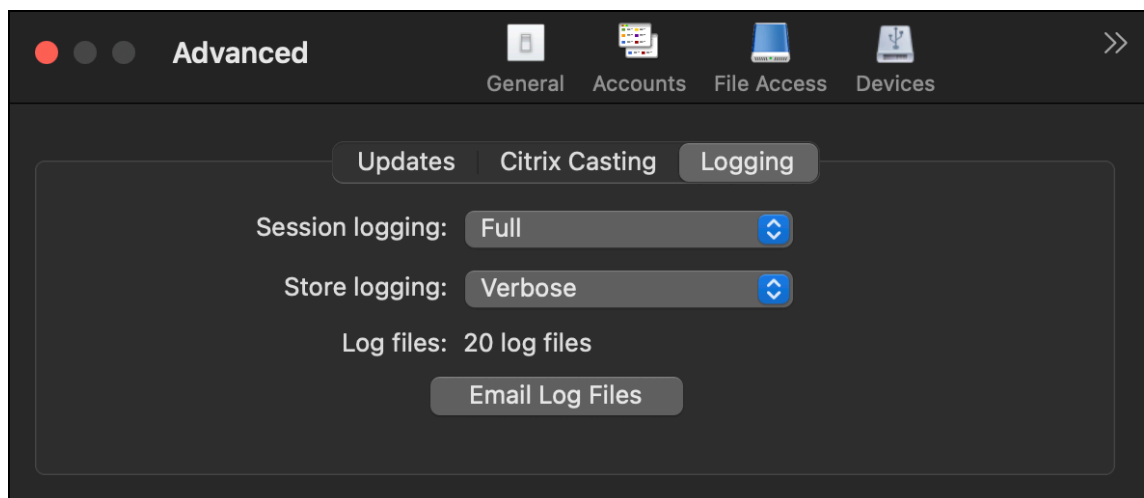 Advanced
General Accounts File Access Devices
Updates Citrix Casting Logging
Session logging: Full
Store logging: Verbose
Log files: 20 log files
Email Log Files